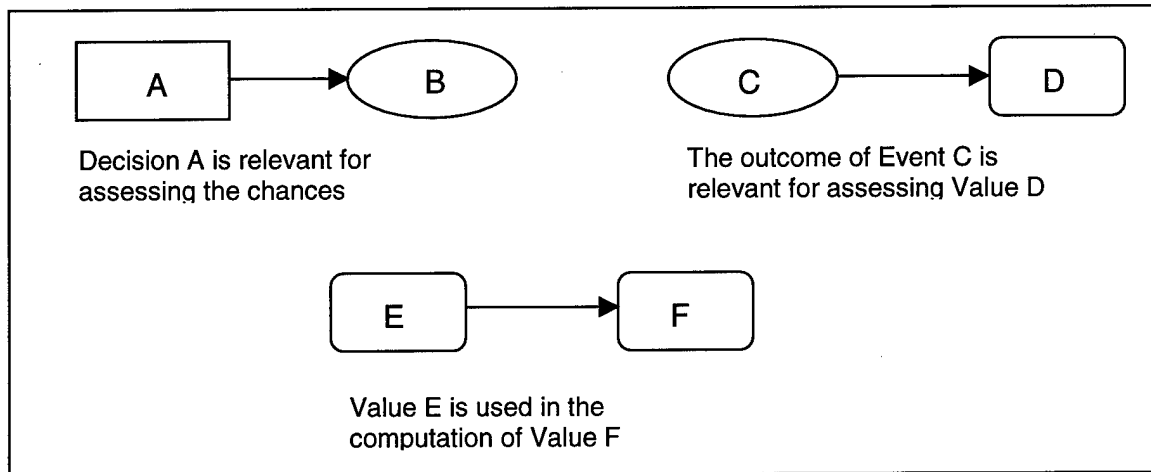 A
B
C
D
Decision A is relevant for
assessing the chances
The outcome of Event C is
relevant for assessing Value D
E
F
Value E is used in the
computation of Value F